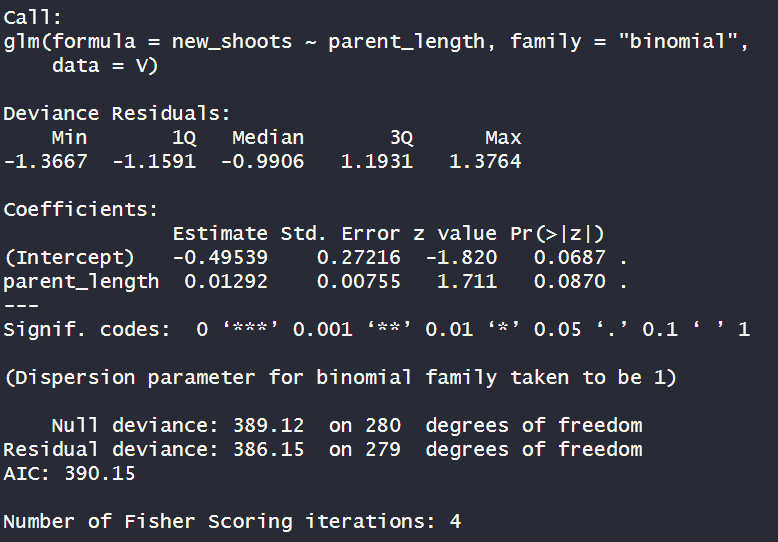 Call:
glm(formula = new_shoots ~ parent_length, family = "binomial",
    data = V)
Deviance Residuals:
    Min       1Q   Median       3Q      Max
-1.3667  -1.1591  -0.9906   1.1931   1.3764
Coefficients:
              Estimate Std. Error z value Pr(>|z|)
(Intercept)   -0.49539    0.27216  -1.820   0.0687 .
parent_length  0.01292    0.00755   1.711   0.0870 .
---
Signif. codes:  0 ‘***’ 0.001 ‘**’ 0.01 ‘*’ 0.05 ‘.’ 0.1 ‘ ’ 1
(Dispersion parameter for binomial family taken to be 1)
    Null deviance: 389.12  on 280  degrees of freedom
Residual deviance: 386.15  on 279  degrees of freedom
AIC: 390.15
Number of Fisher Scoring iterations: 4